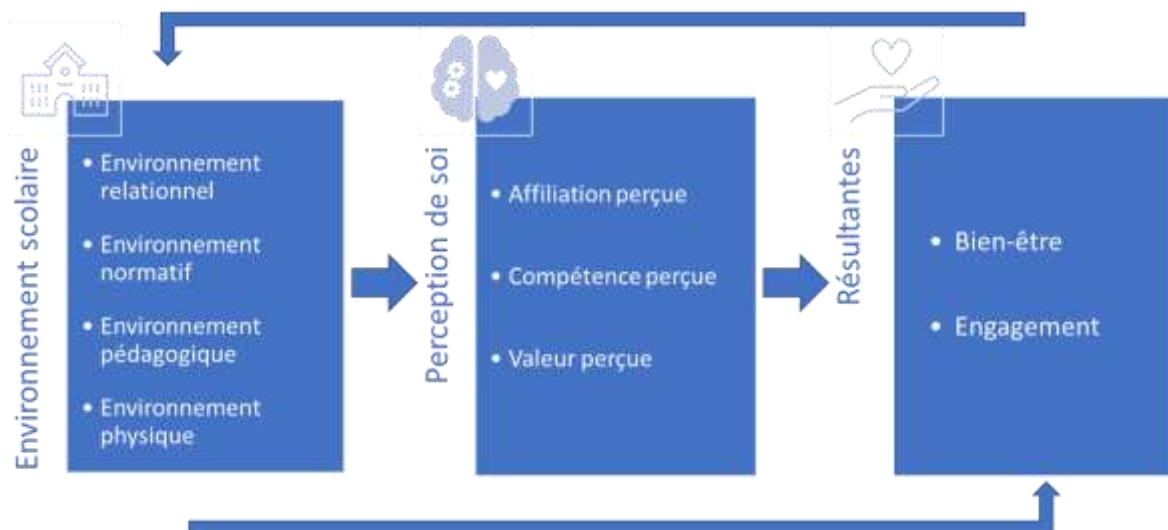 Environnement scolaire
• Environnement
relationnel
• Environnement
normatif
• Environnement
pédagogique
• Environnement
physique
Perception de soi
• Affiliation perçue
• Compétence perçue
• Valeur perçue
Résultantes
• Bien-être
• Engagement